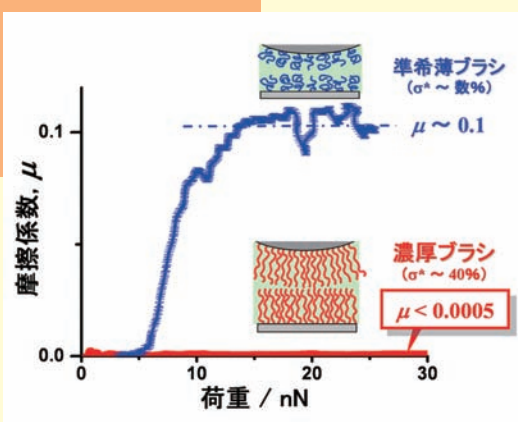 準希薄ブラシ
(σ* ~ 数%)
μ ~ 0.1
濃厚ブラシ
(σ* ~ 40%)
μ < 0.0005
摩擦係数, μ
0.1
0.0
0
10
20
30
荷重 / nN